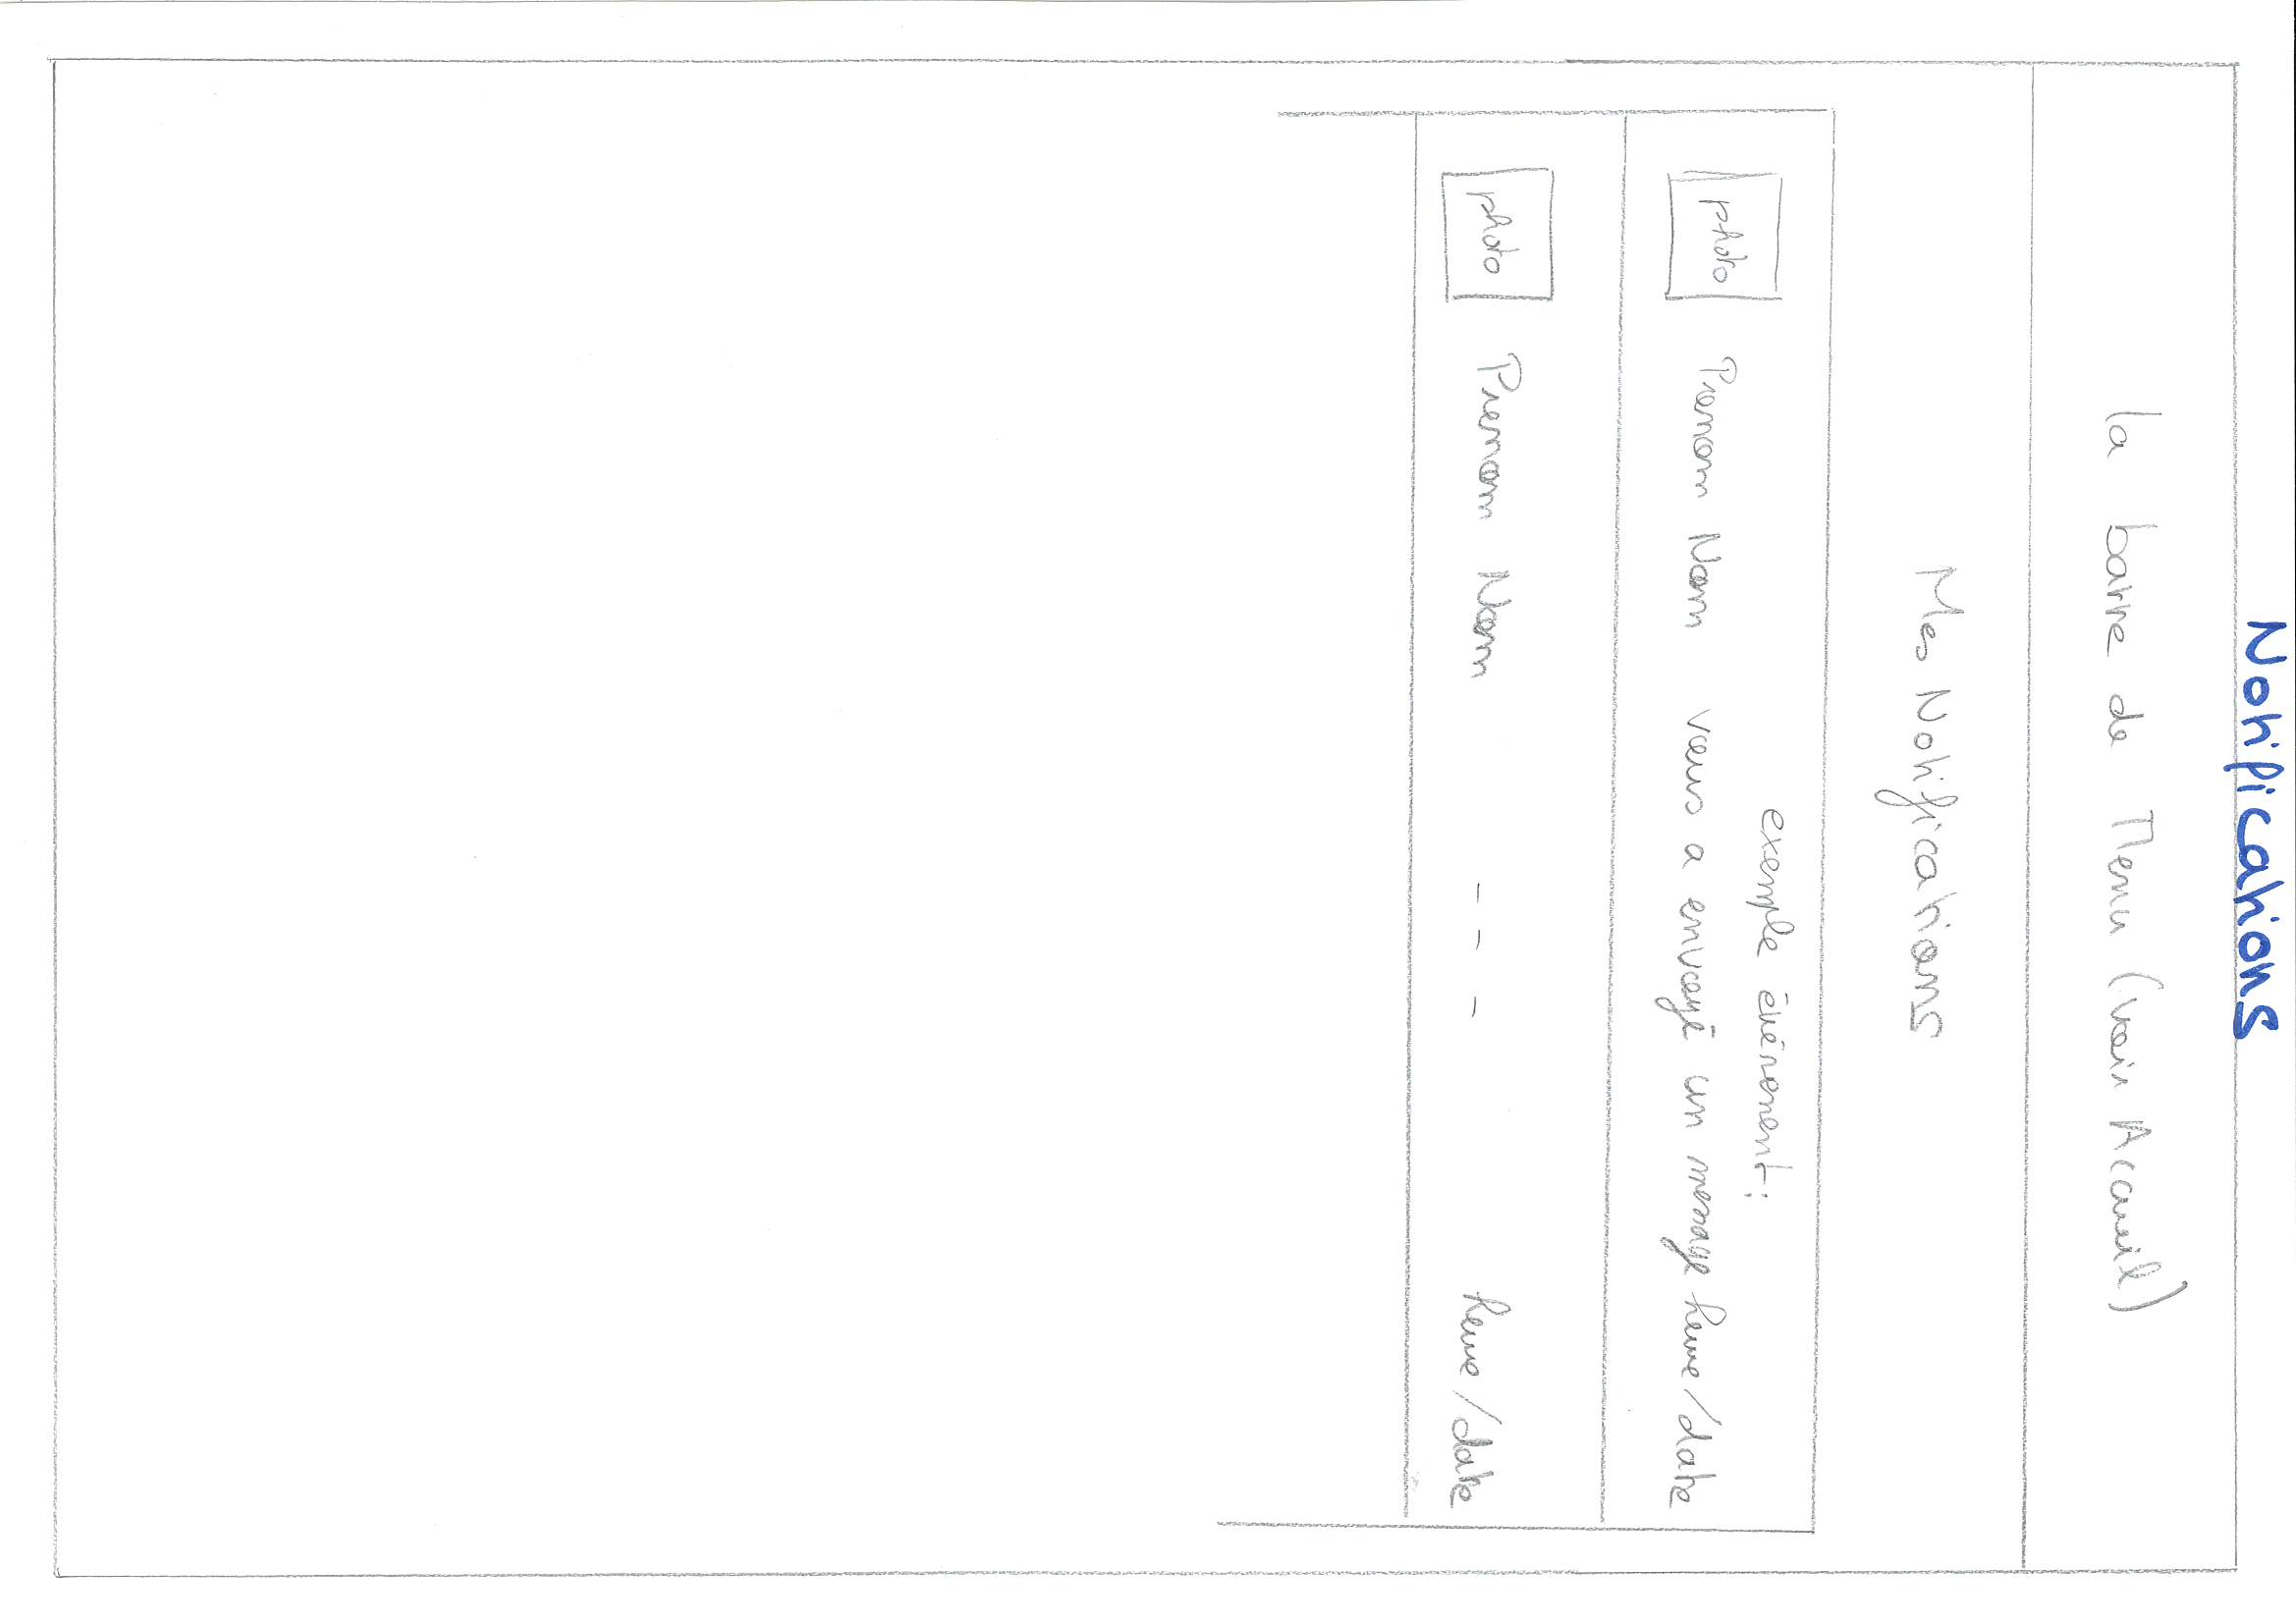 Notifications
la barre de Menu (voir Accueil)
Mes Notifications
exemple événement:
photo Prenom Nom vous a envoyé un message heure/date
photo Prenom Nom --- heure/date